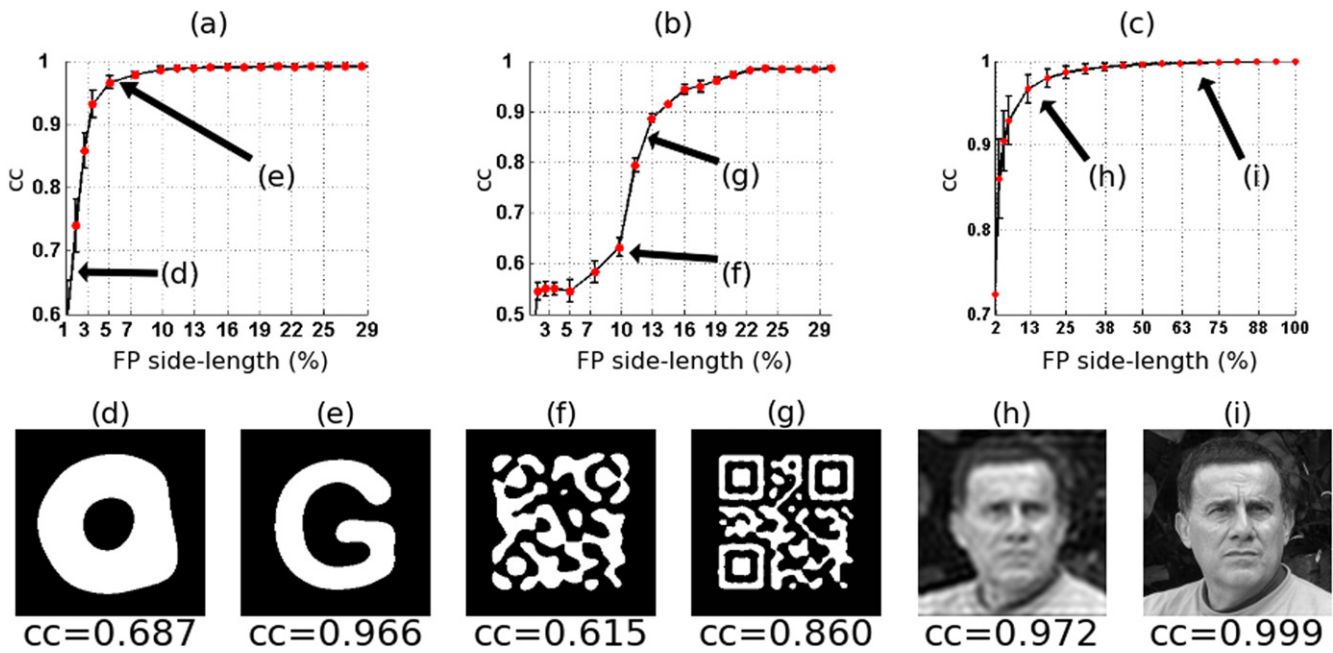 (a) (b) (c)
1 1 1
0.9 0.9 0.9
0.8 0.8 0.8
0.7 0.7 0.7
0.6 0.6
0.5
cc cc cc
(e) (g) (h) (i)
(d) (f)
1 3 5 7 10 13 16 19 22 25 29
3 5 7 10 13 16 19 22 25 30
2 13 25 38 50 63 75 88 100
FP side-length (%) FP side-length (%) FP side-length (%)
(d) (e) (f) (g) (h) (i)
G
cc=0.687 cc=0.966 cc=0.615 cc=0.860 cc=0.972 cc=0.999